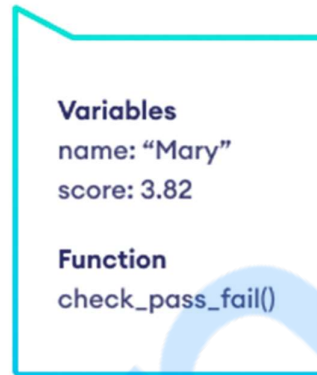 Variables
name: “Mary”
score: 3.82
Function
check_pass_fail()